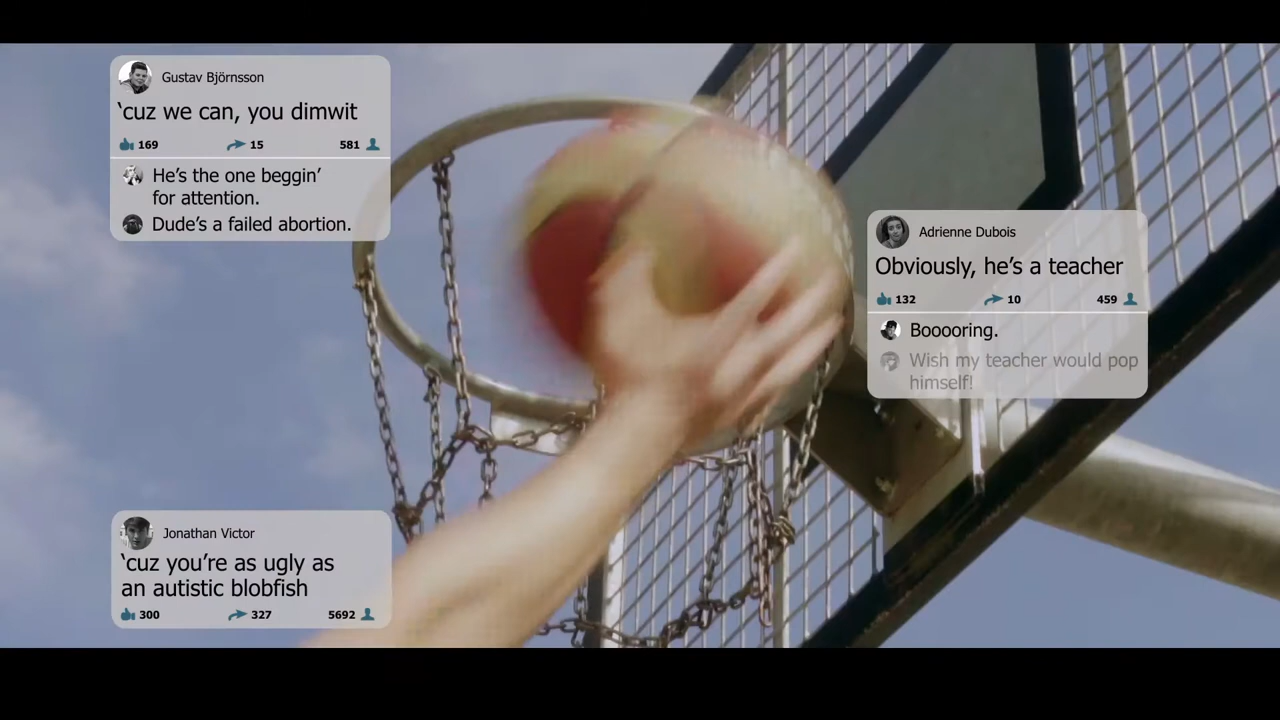 Gustav Björnsson
‘cuz we can, you dimwit
169 15 581
He’s the one beggin’
for attention.
Dude’s a failed abortion.
Adrienne Dubois
Obviously, he’s a teacher
132 10 459
Booooring.
Wish my teacher would pop
himself!
Jonathan Victor
‘cuz you’re as ugly as
an autistic blobfish
300 327 5692